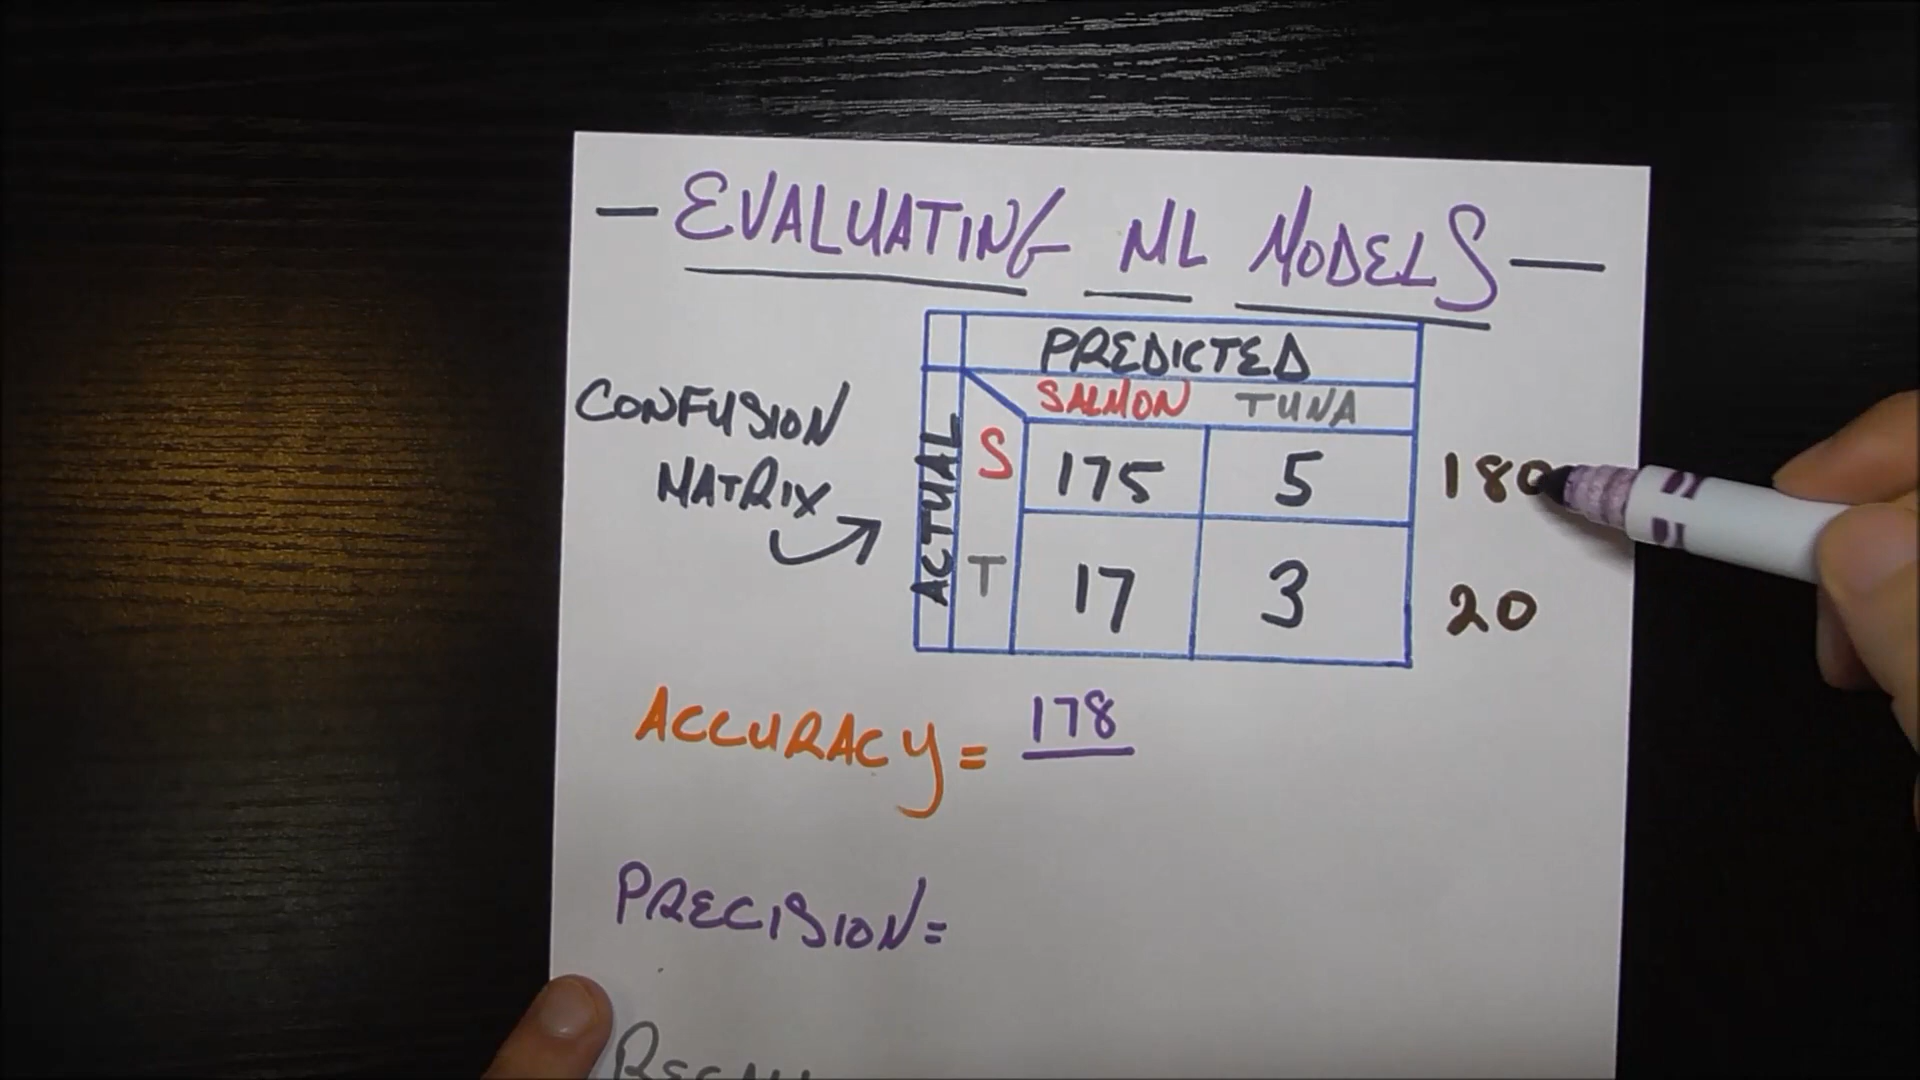 — EVALUATING ML MODELS —
PREDICTED
SALMON TUNA
CONFUSION
MATRIX
ACTUAL
S 175 5 180
T 17 3 20
ACCURACY = 178
PRECISION =